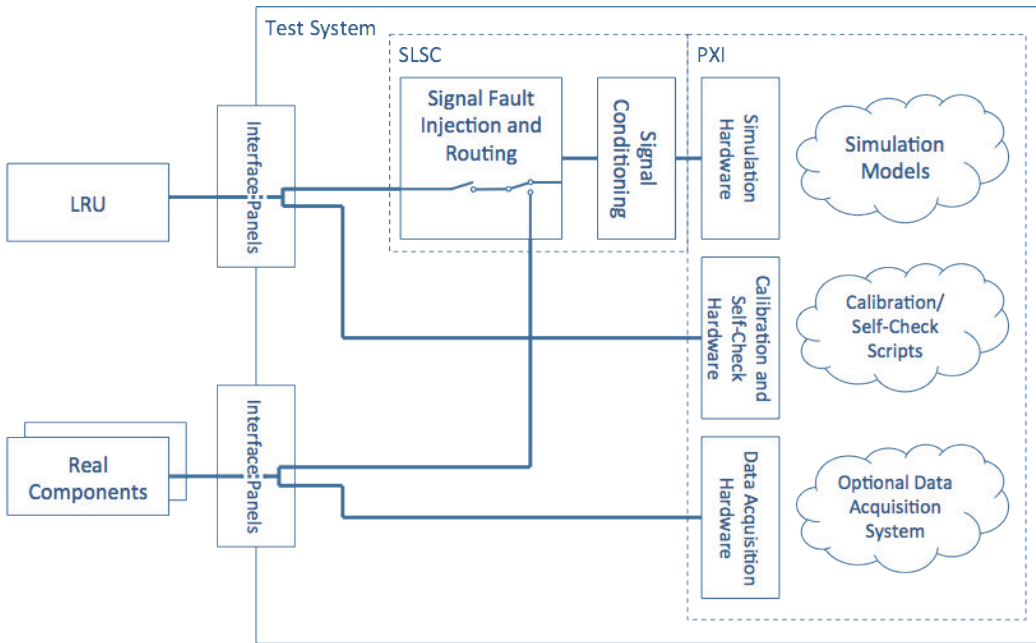 Test System
SLSC
PXI
Signal Fault
Injection and
Routing
Signal
Conditioning
Simulation
Hardware
Simulation
Models
Interface Panels
LRU
Calibration and
Self-Check
Hardware
Calibration/
Self-Check
Scripts
Interface Panels
Real
Components
Data Acquisition
Hardware
Optional Data
Acquisition
System